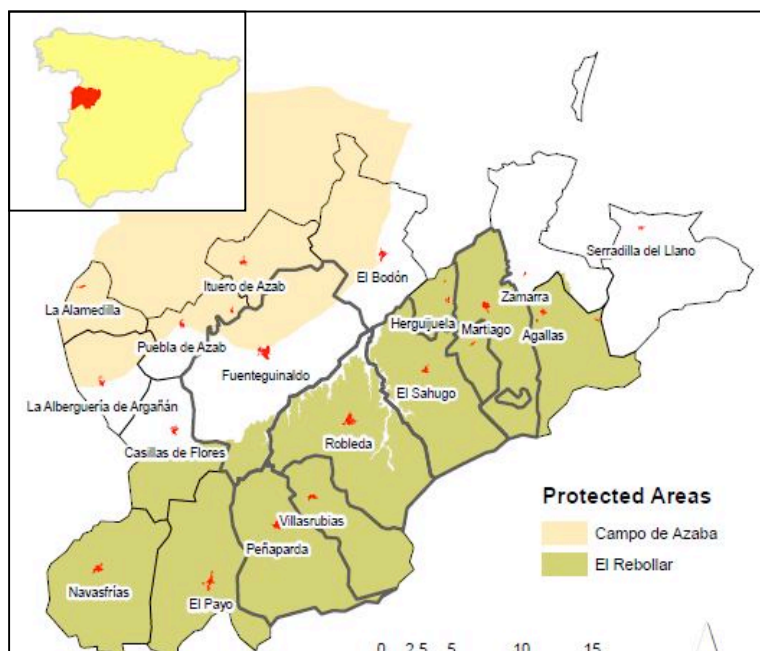 Serradilla del Llano
El Bodón
Ituero de Azab
Zamarra
La Alamedilla
Herguijuela
Martiago
Agallas
Puebla de Azab
Fuenteguinaldo
El Sahugo
La Alberguería de Argañán
Robleda
Casillas de Flores
Villasrubias
Peñaparda
Navasfrías
El Payo
Protected Areas
Campo de Azaba
El Rebollar
0 2,5 5 10 15